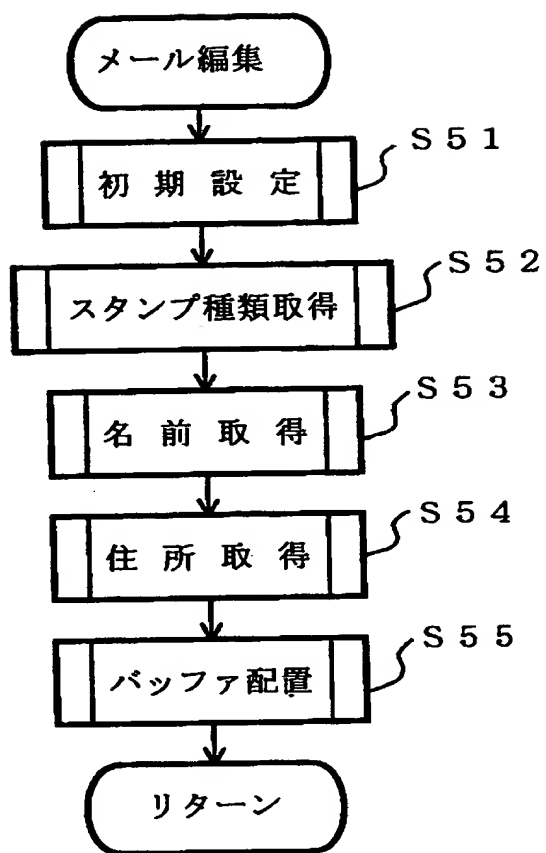 メール編集
S51
初期設定
S52
スタンプ種類取得
S53
名前取得
S54
住所取得
S55
バッファ配置
リターン